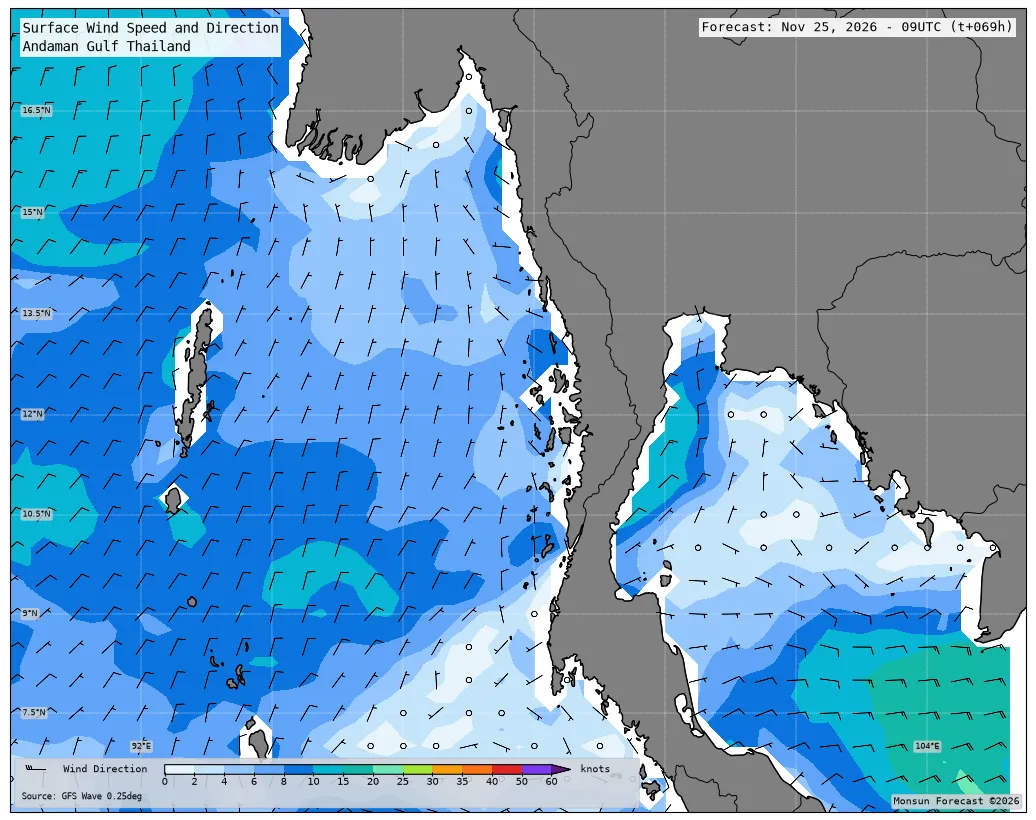 Surface Wind Speed and Direction
Andaman Gulf Thailand
Forecast: Nov 25, 2026 - 09UTC (t+069h)
16.5°N
15°N
13.5°N
12°N
10.5°N
9°N
7.5°N
92°E
104°E
Wind Direction
0 2 4 6 8 10 15 20 25 30 35 40 50 60
knots
Source: GFS Wave 0.25deg
Monsun Forecast ©2026